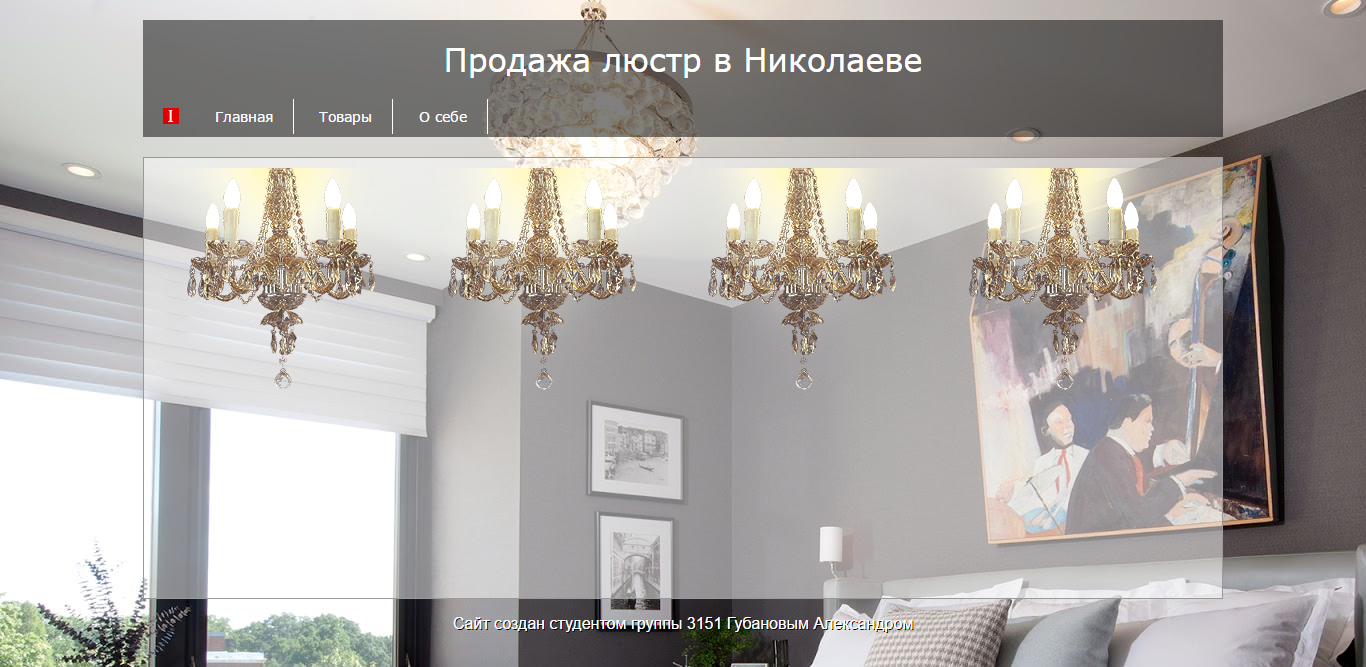 Продажа люстр в Николаеве
I Главная Товары О себе
Сайт создан студентом группы 3151 Губановым Александром